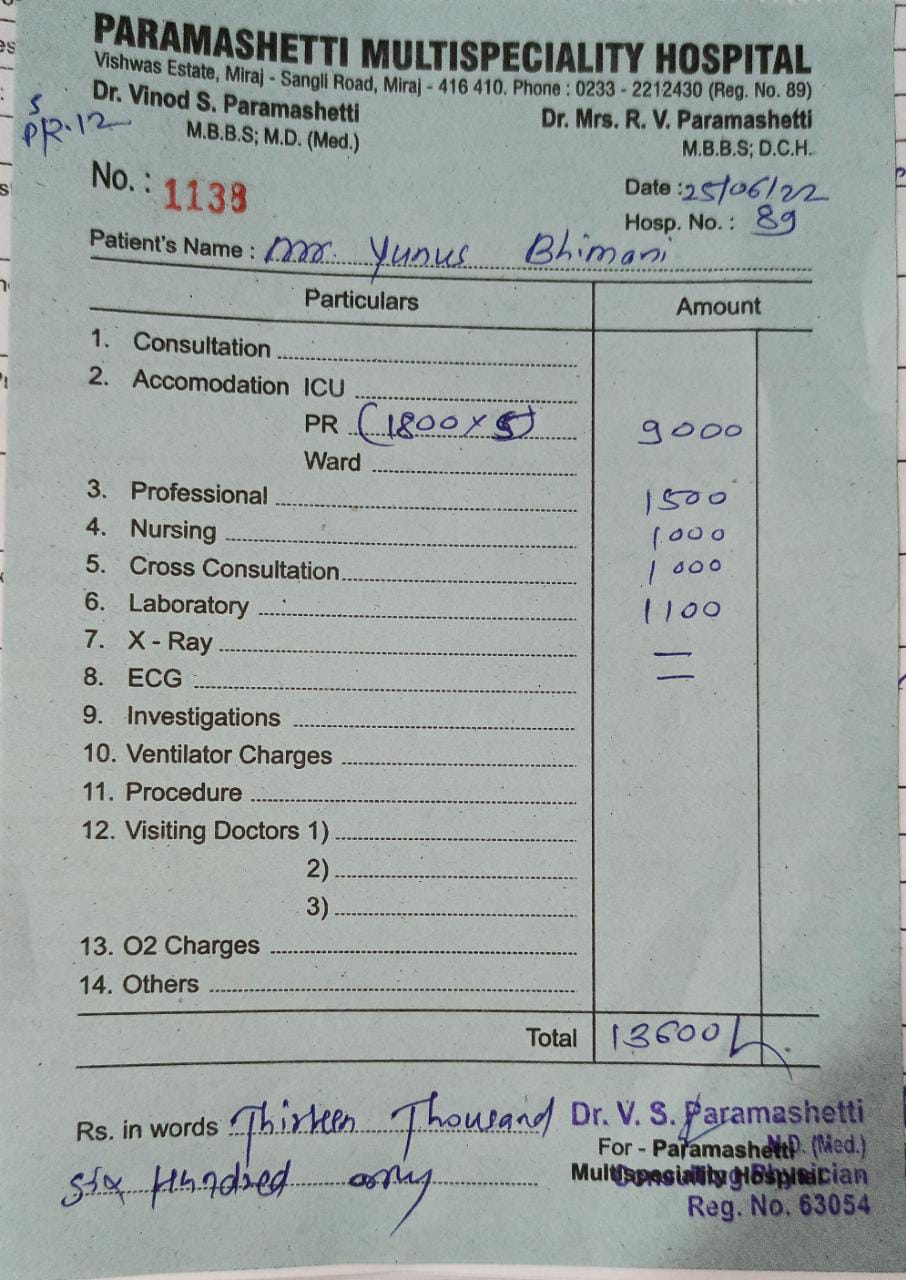 PARAMASHETTI MULTISPECIALITY HOSPITAL
Vishwas Estate, Miraj - Sangli Road, Miraj - 416 410. Phone : 0233 - 2212430 (Reg. No. 89)
Dr. Vinod S. Paramashetti Dr. Mrs. R. V. Paramashetti
M.B.B.S; M.D. (Med.) M.B.B.S; D.C.H.
No. : 1138 Date : 25/06/22
Hosp. No. : 89
Patient's Name : Mr. Yunus Bhimani
Particulars Amount
1. Consultation
2. Accomodation ICU
PR (1800 X 5) 9000
Ward
3. Professional 1500
4. Nursing 1000
5. Cross Consultation 1000
6. Laboratory 1100
7. X - Ray —
8. ECG —
9. Investigations
10. Ventilator Charges
11. Procedure
12. Visiting Doctors 1)
2)
3)
13. O2 Charges
14. Others
Total 13600/-
Rs. in words Thirteen Thousand
six Hundred only
Dr. V. S. Paramashetti
M.D. (Med.)
For - Paramashetti
Multispeciality Hospital
Reg. No. 63054